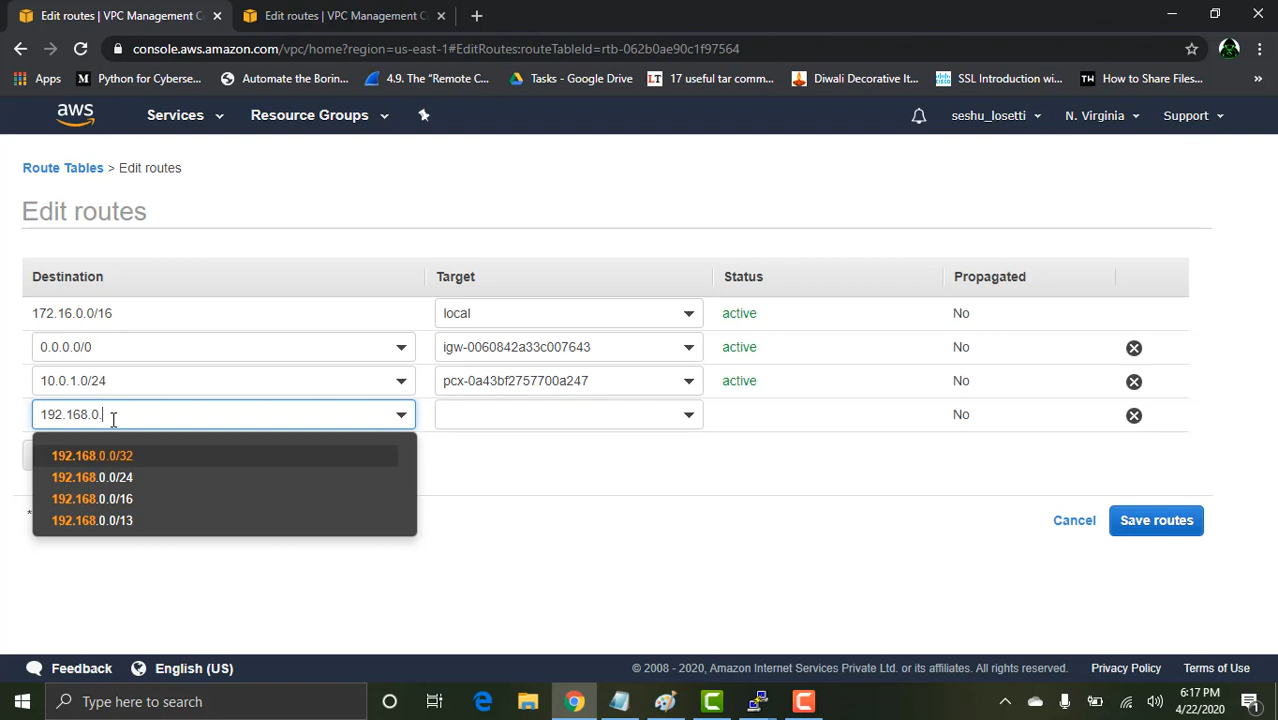 Edit routes | VPC Management C
Edit routes | VPC Management C
console.aws.amazon.com/vpc/home?region=us-east-1#EditRoutes:routeTableId=rtb-062b0ae90c1f97564
Apps
Python for Cyberse...
Automate the Borin...
4.9. The "Remote C...
Tasks - Google Drive
LT 17 useful tar comm...
Diwali Decorative It...
SSL Introduction wi...
TW How to Share Files...
aws
Services
Resource Groups
seshu_losetti
N. Virginia
Support
Route Tables > Edit routes
Edit routes
Destination Target Status Propagated
172.16.0.0/16 local active No
0.0.0.0/0 igw-0060842a33c007643 active No
10.0.1.0/24 pcx-0a43bf2757700a247 active No
192.168.0. No
192.168.0.0/32
192.168.0.0/24
192.168.0.0/16
192.168.0.0/13
*
Cancel Save routes
Feedback English (US)
© 2008 - 2020, Amazon Internet Services Private Ltd. or its affiliates. All rights reserved. Privacy Policy Terms of Use
Type here to search
6:17 PM
4/22/2020
1